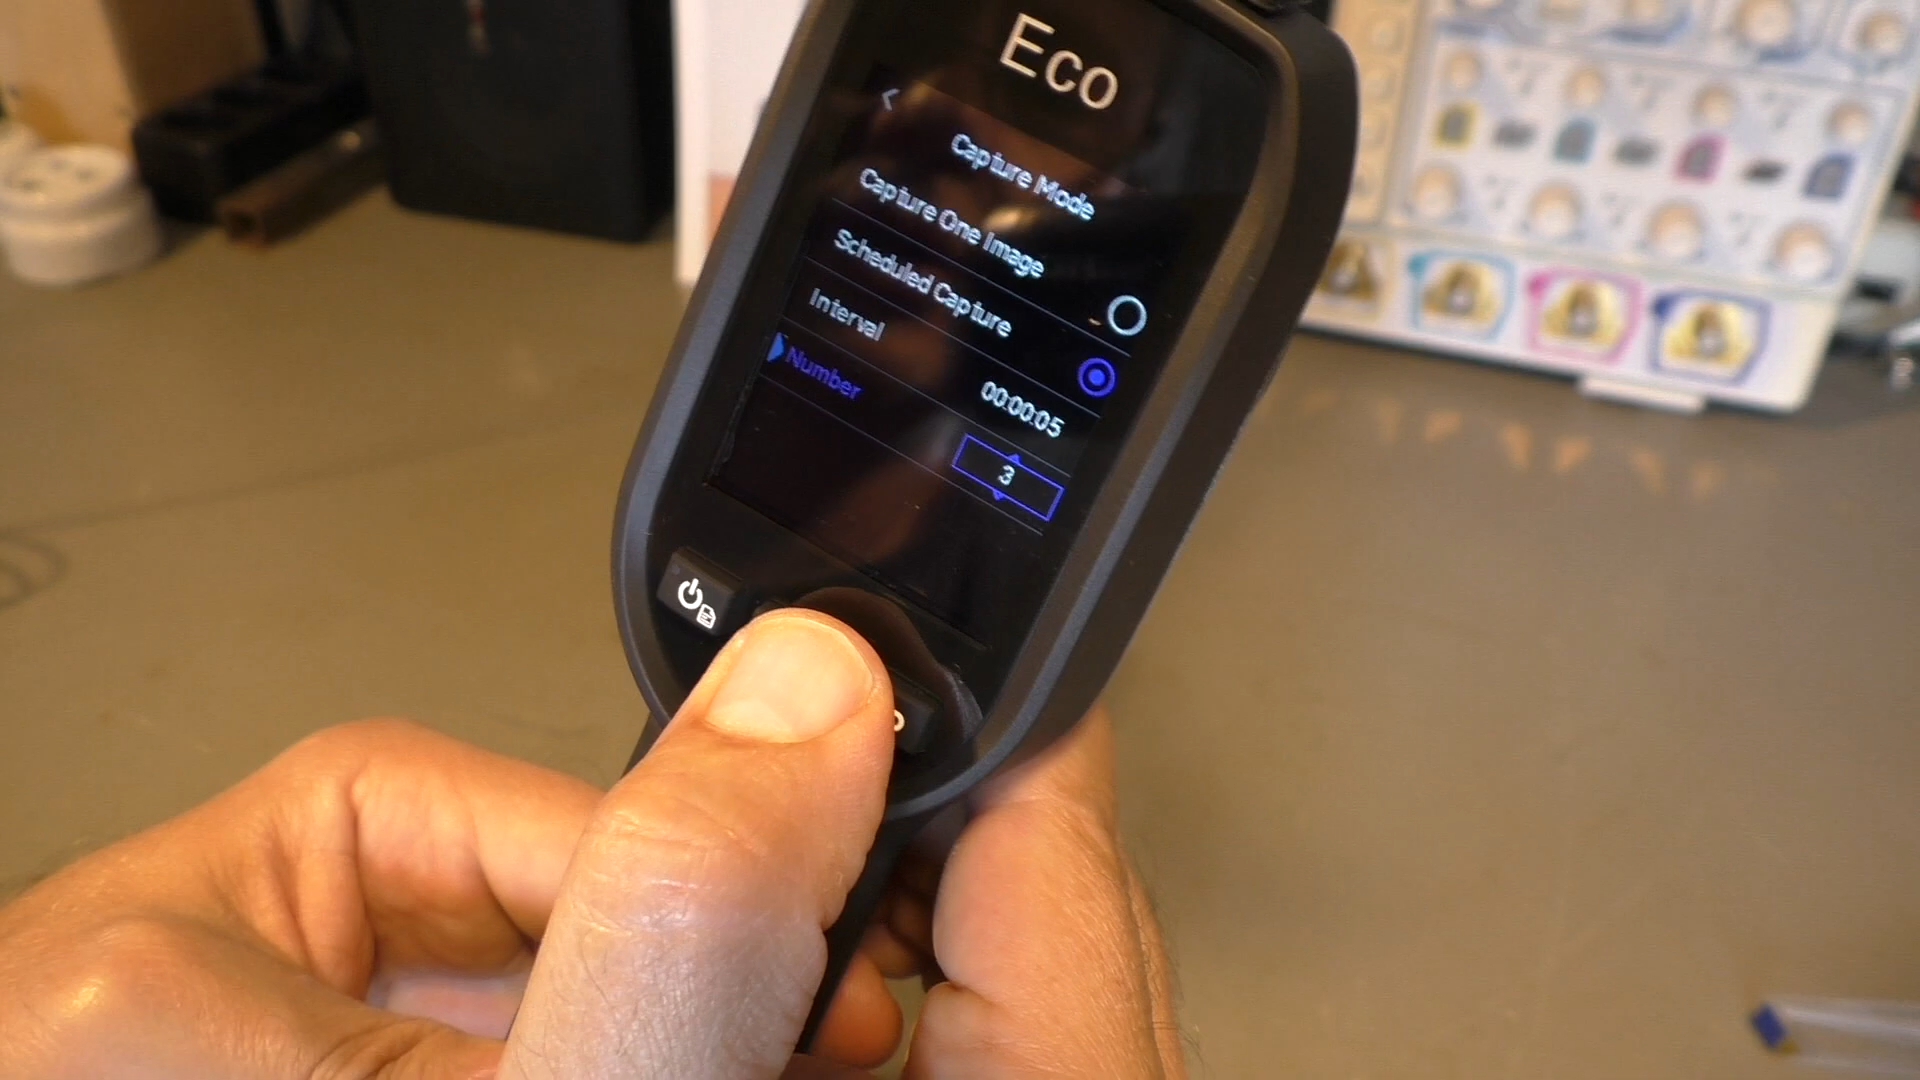 Eco
Capture Mode
Capture One Image
Scheduled Capture
Interval 00:00:05
Number 3